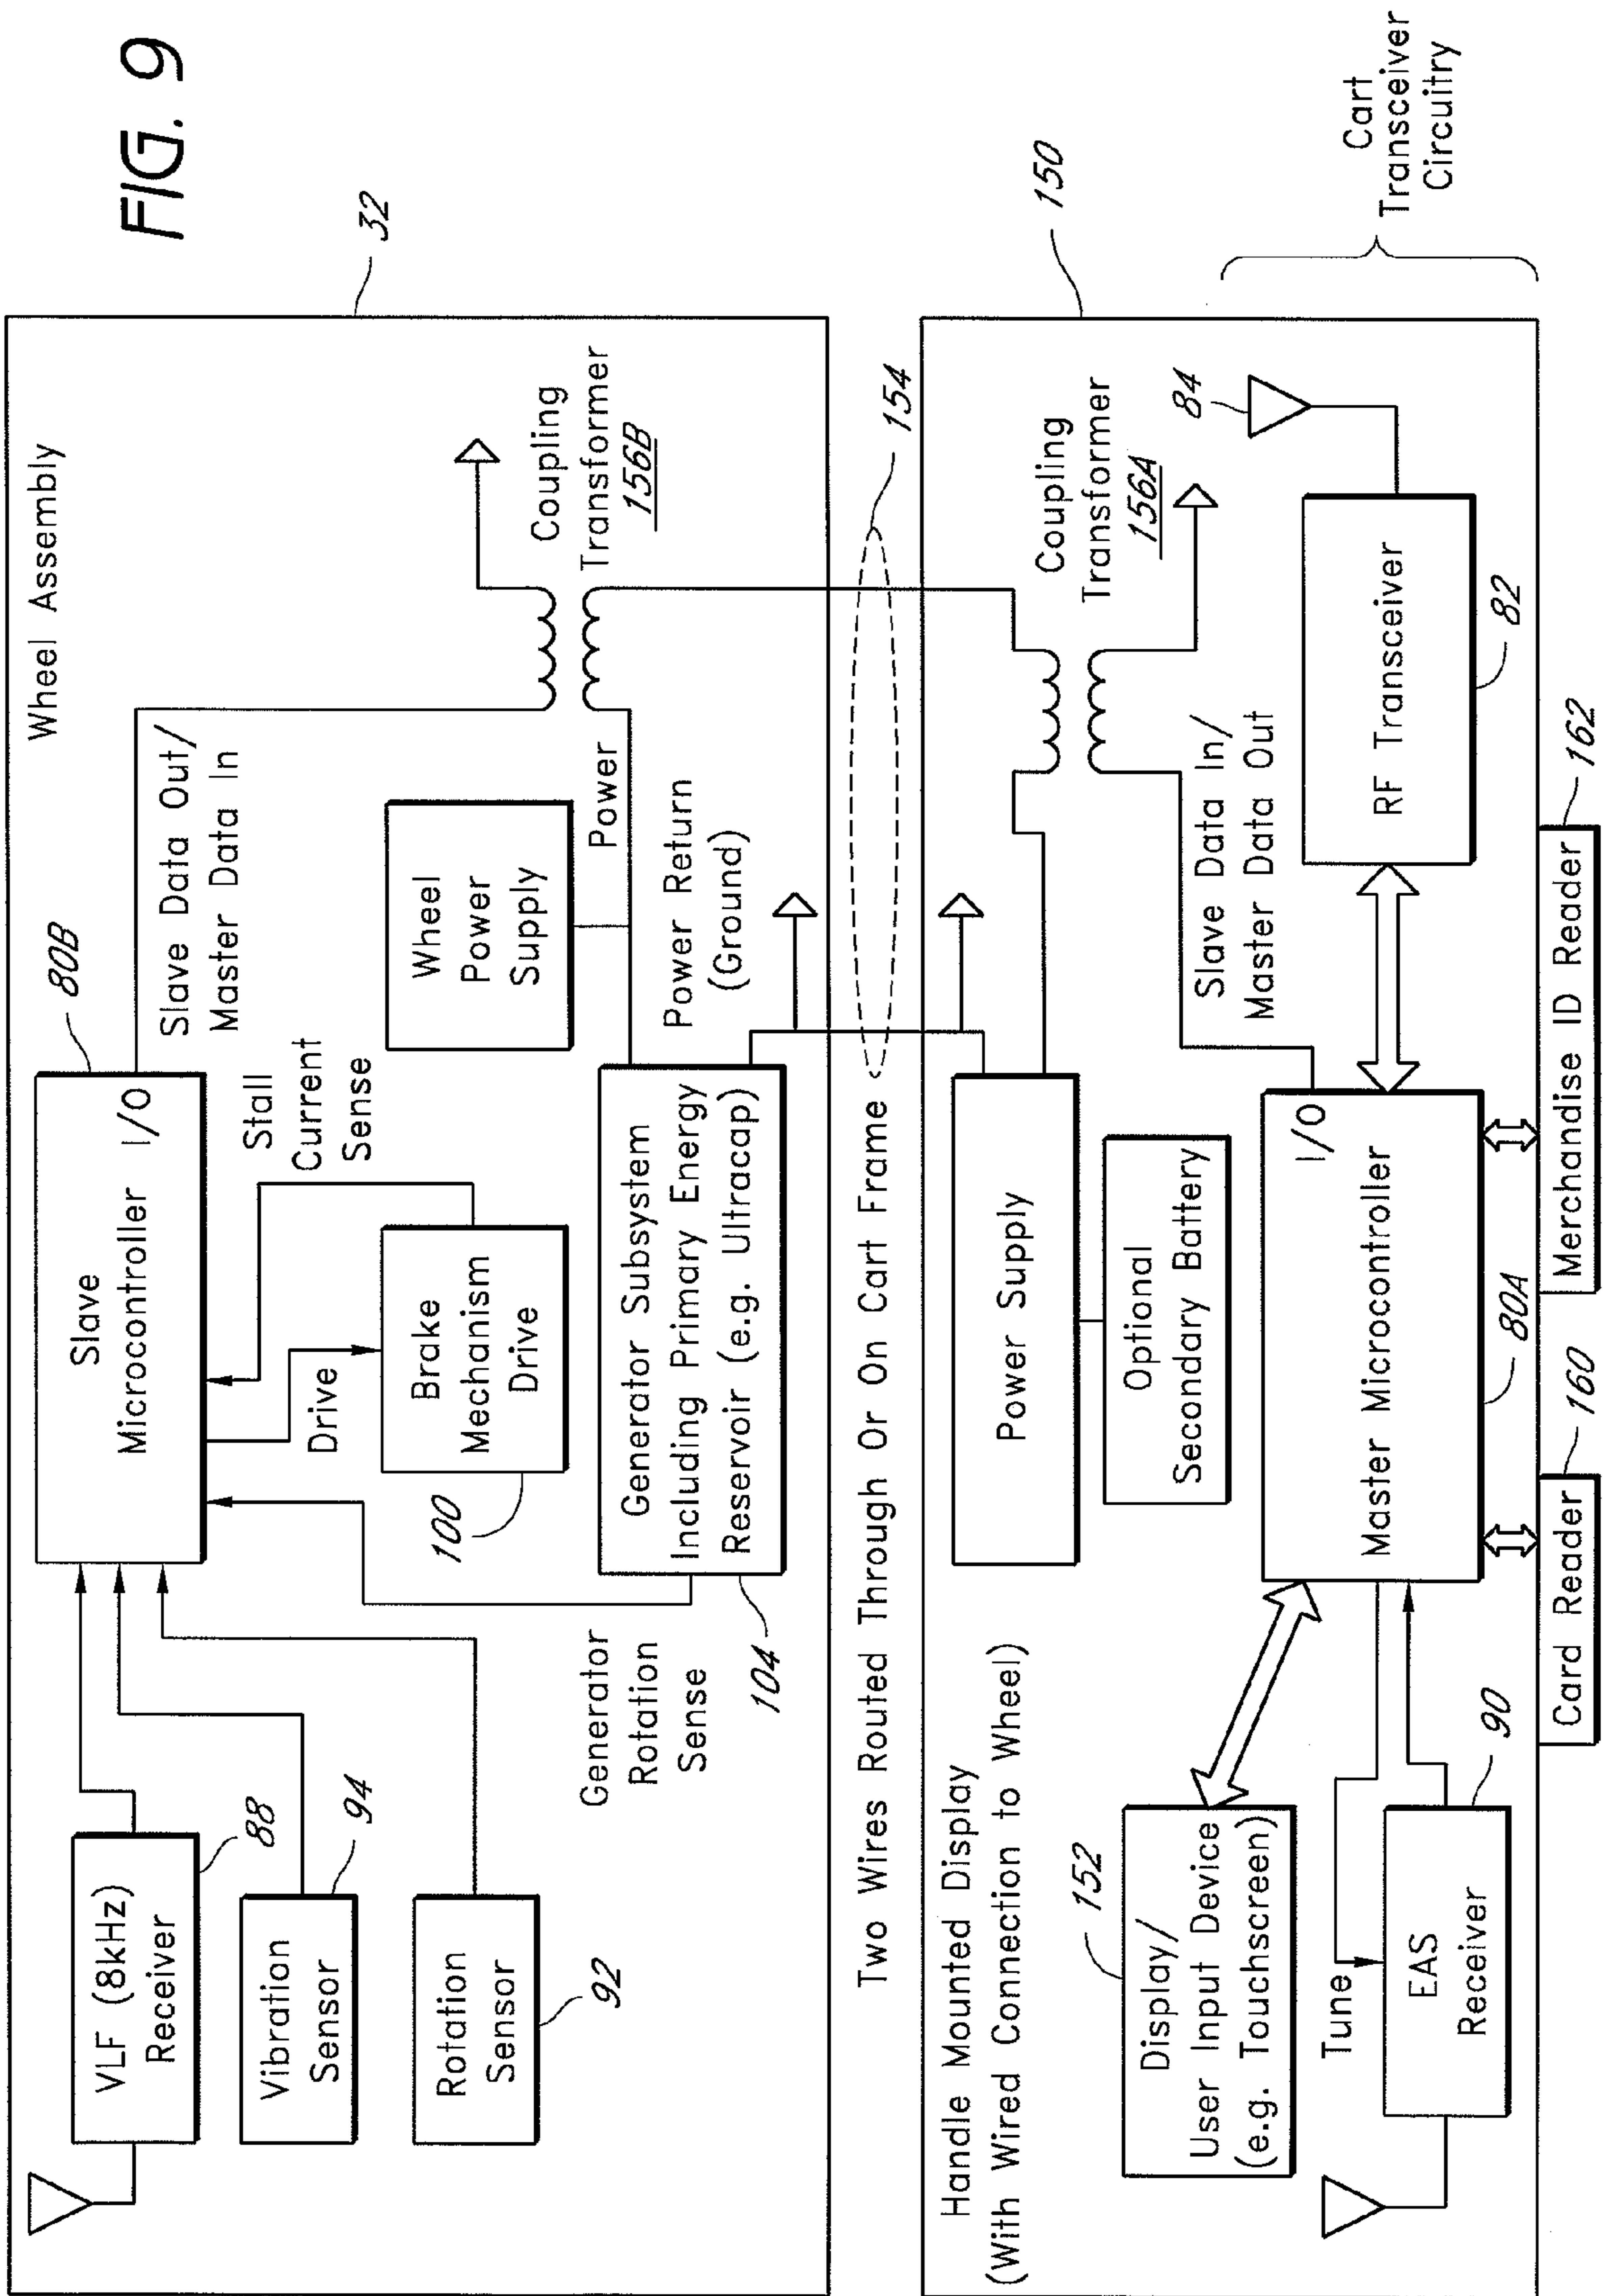 FIG. 9
Wheel Assembly
32
VLF (8kHz)
Receiver
88
Vibration
Sensor
94
Rotation
Sensor
92
Slave
Microcontroller
I/O
80B
Slave Data Out/
Master Data In
Stall
Current
Sense
Drive
Brake
Mechanism
Drive
100
Wheel
Power
Supply
Power
Coupling
Transformer
156B
Generator
Rotation
Sense
Generator Subsystem
Including Primary Energy
Reservoir (e.g. Ultracap)
104
Power Return
(Ground)
Two Wires Routed Through Or On Cart Frame
154
Handle Mounted Display
(With Wired Connection to Wheel)
150
Power Supply
Optional
Secondary Battery
Coupling
Transformer
156A
Slave Data In/
Master Data Out
84
Display/
User Input Device
(e.g. Touchscreen)
152
Master Microcontroller
I/O
80A
RF Transceiver
82
Tune
EAS
Receiver
90
Card Reader
160
Merchandise ID Reader
162
Cart
Transceiver
Circuitry